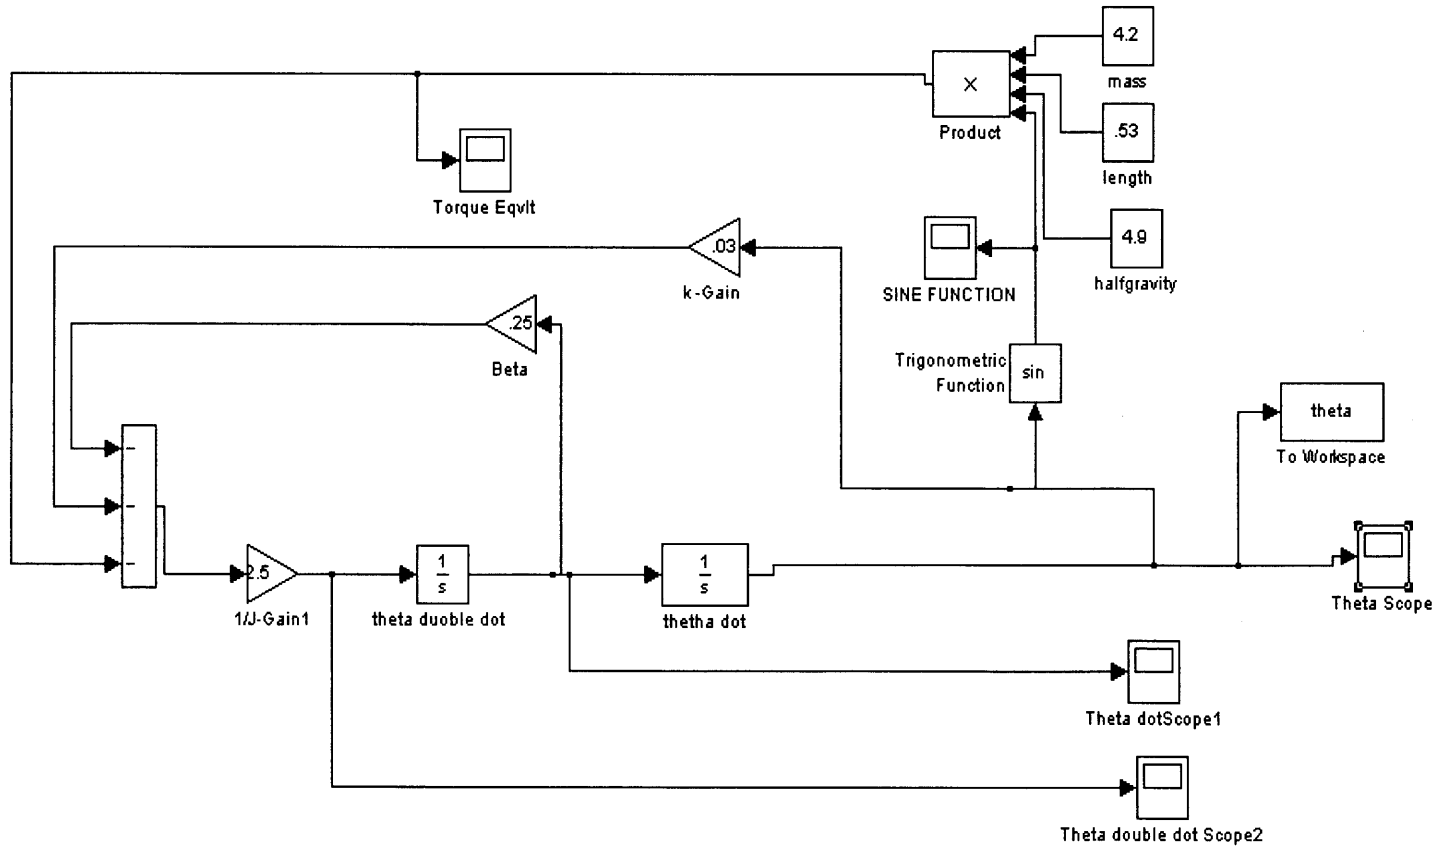 4.2
mass
X
Product
.53
length
Torque Eqvlt
4.9
halfgravity
.03
k-Gain
SINE FUNCTION
.25
Beta
Trigonometric
Function
sin
theta
To Workspace
-
-
-
2.5
1/J-Gain1
1
s
theta duoble dot
1
s
thetha dot
Theta Scope
Theta dotScope1
Theta double dot Scope2